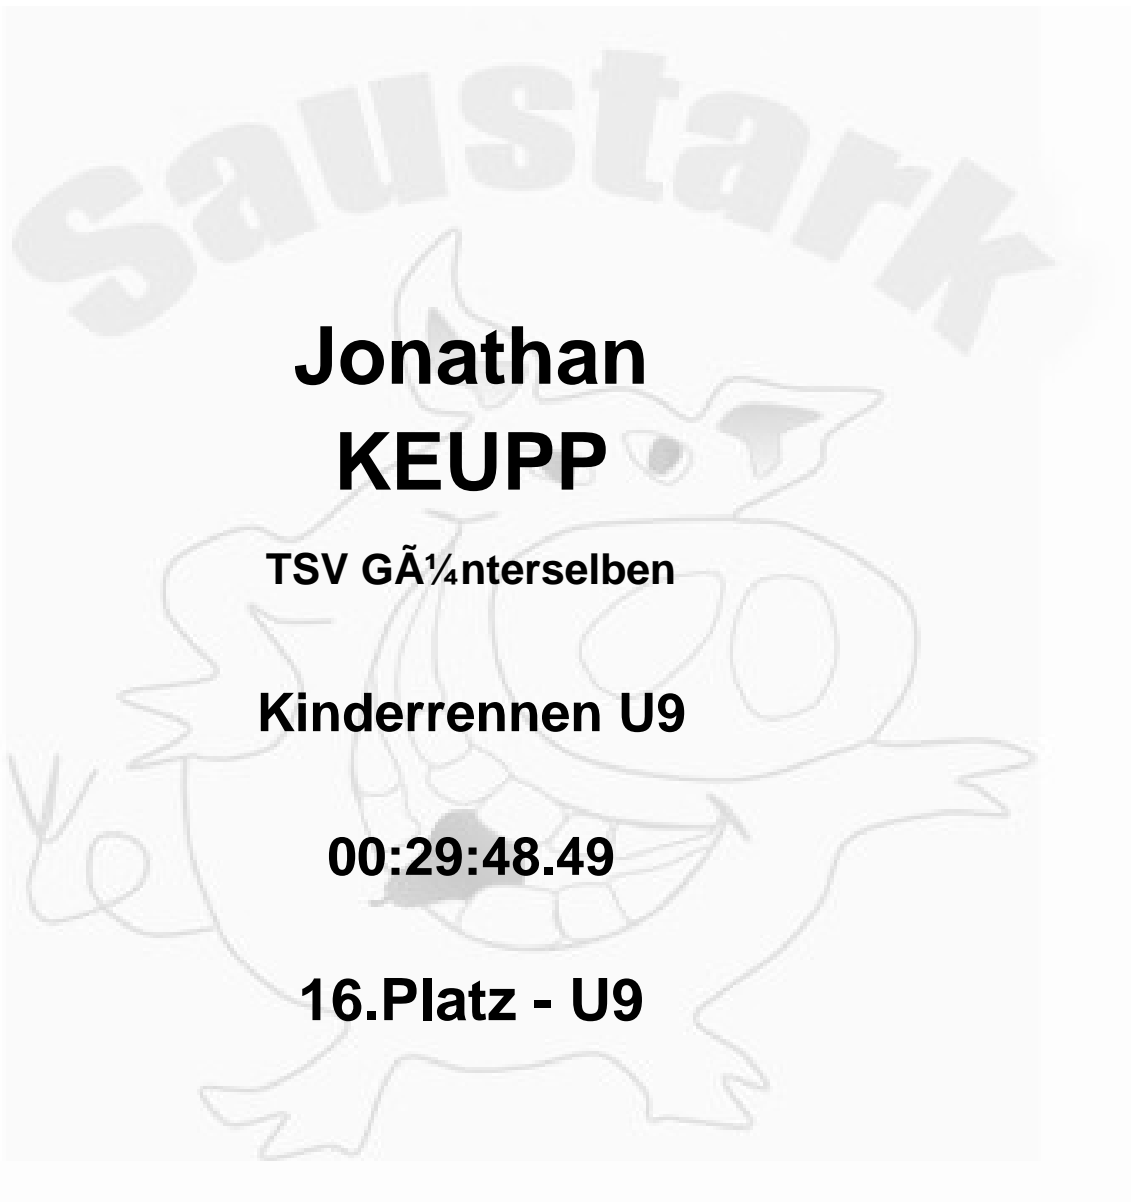 Saustark
Jonathan
KEUPP
TSV GÃ¼nterselben
Kinderrennen U9
00:29:48.49
16.Platz - U9